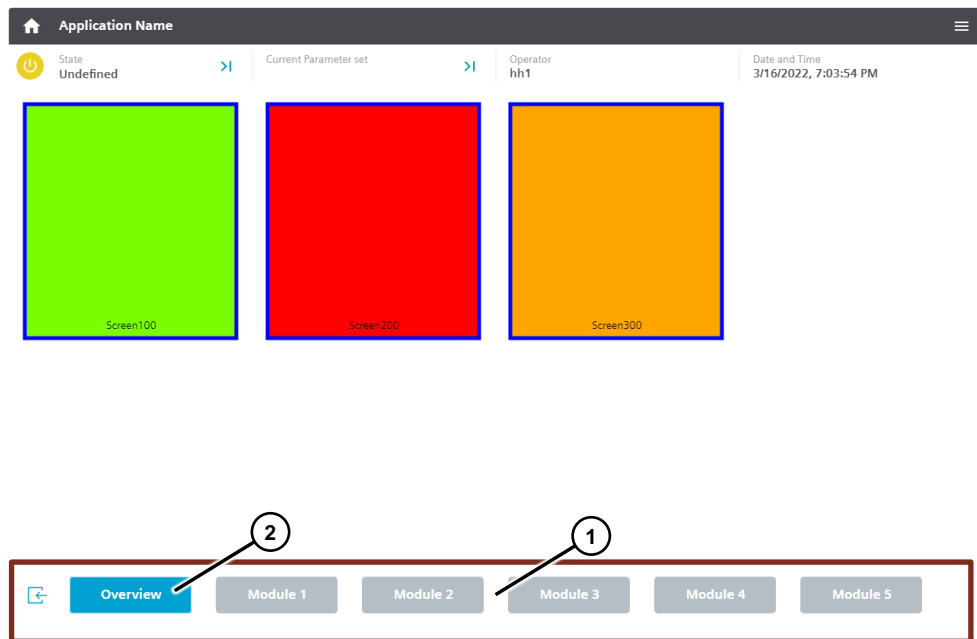 Application Name
State
Undefined
Current Parameter set
Operator
hh1
Date and Time
3/16/2022, 7:03:54 PM
Screen100
Screen200
Screen300
2
1
Overview
Module 1
Module 2
Module 3
Module 4
Module 5